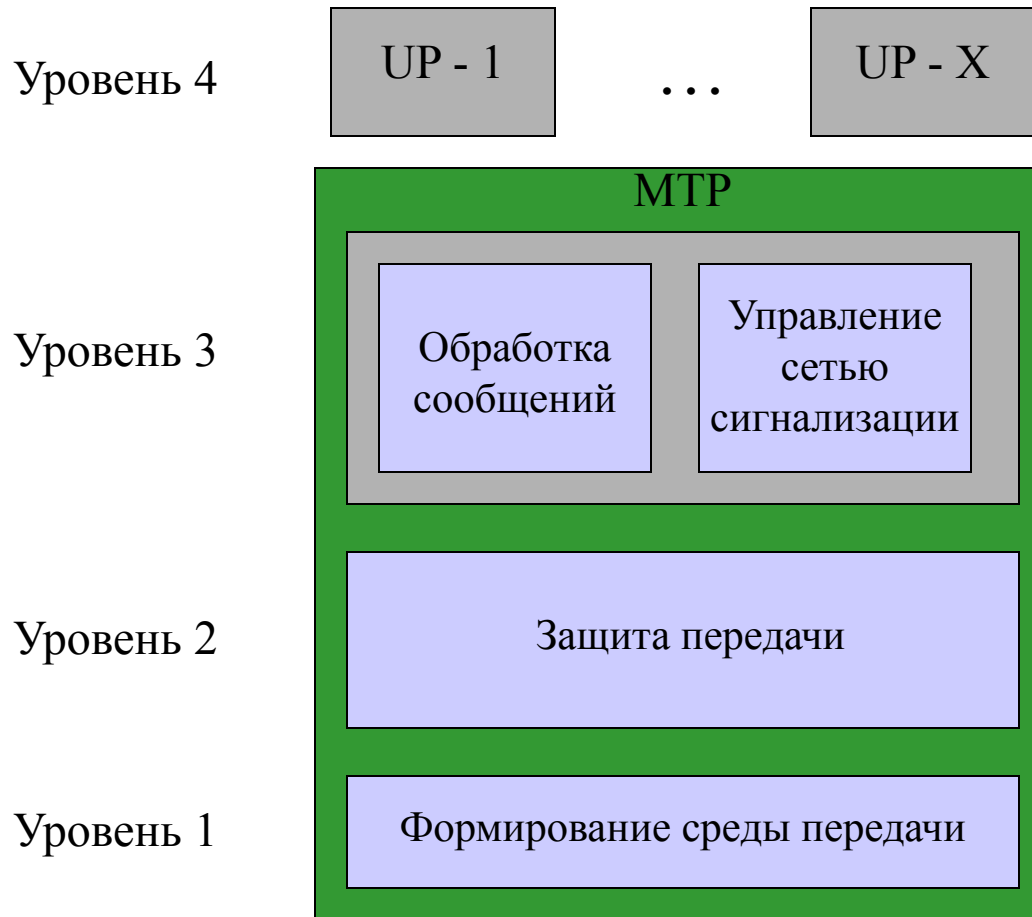 Уровень 4
UP - 1
...
UP - X
MTP
Уровень 3
Обработка
сообщений
Управление
сетью
сигнализации
Уровень 2
Защита передачи
Уровень 1
Формирование среды передачи